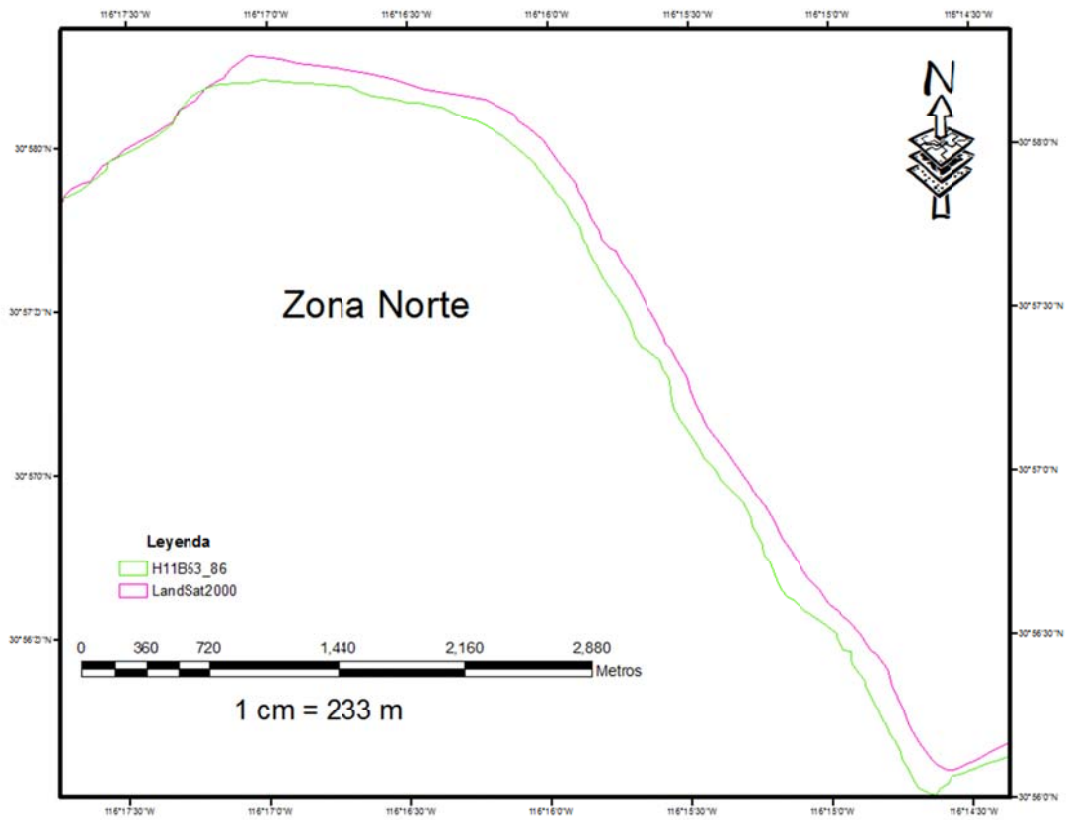 116°17'30"W 116°17'0"W 116°16'30"W 116°16'0"W 116°15'30"W 116°15'0"W 116°14'30"W
N
30°58'0"N 30°58'0"N
Zona Norte
30°57'30"N 30°57'30"N
30°57'0"N 30°57'0"N
Leyenda
H11B53_86
LandSat2000
30°56'30"N 30°56'30"N
0 360 720 1,440 2,160 2,880
Metros
1 cm = 233 m
30°56'0"N
116°17'30"W 116°17'0"W 116°16'30"W 116°16'0"W 116°15'30"W 116°15'0"W 116°14'30"W